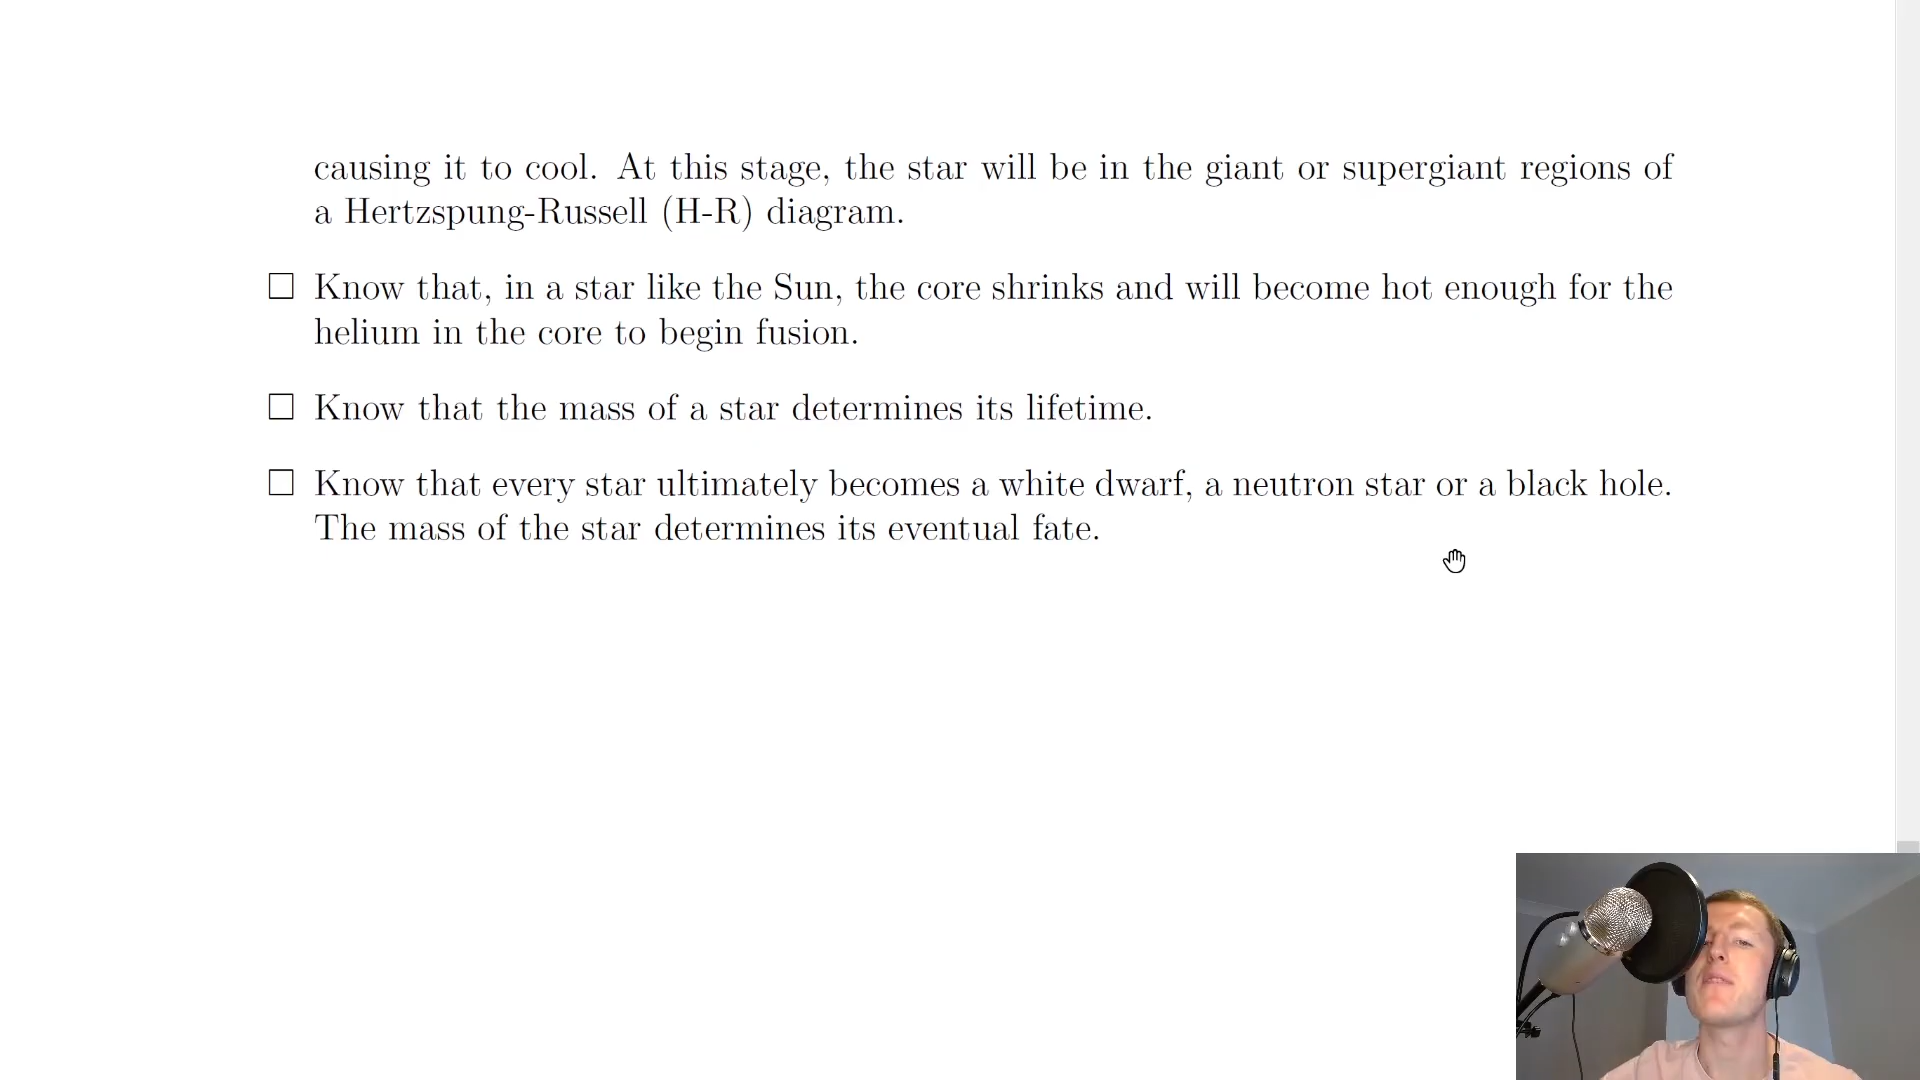 causing it to cool. At this stage, the star will be in the giant or supergiant regions of
a Hertzspung-Russell (H-R) diagram.
Know that, in a star like the Sun, the core shrinks and will become hot enough for the
helium in the core to begin fusion.
Know that the mass of a star determines its lifetime.
Know that every star ultimately becomes a white dwarf, a neutron star or a black hole.
The mass of the star determines its eventual fate.